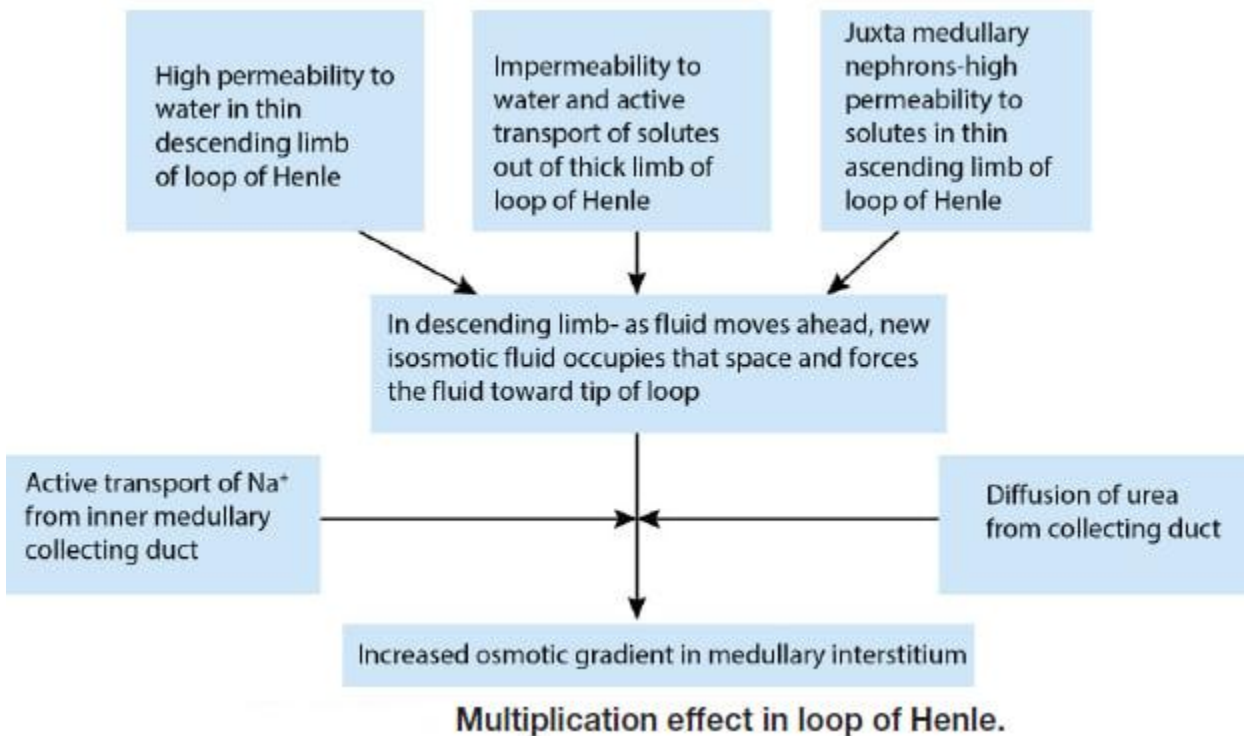 High permeability to
water in thin
descending limb
of loop of Henle
Impermeability to
water and active
transport of solutes
out of thick limb of
loop of Henle
Juxta medullary
nephrons-high
permeability to
solutes in thin
ascending limb of
loop of Henle
In descending limb- as fluid moves ahead, new
isosmotic fluid occupies that space and forces
the fluid toward tip of loop
Active transport of Na⁺
from inner medullary
collecting duct
Diffusion of urea
from collecting duct
Increased osmotic gradient in medullary interstitium
Multiplication effect in loop of Henle.